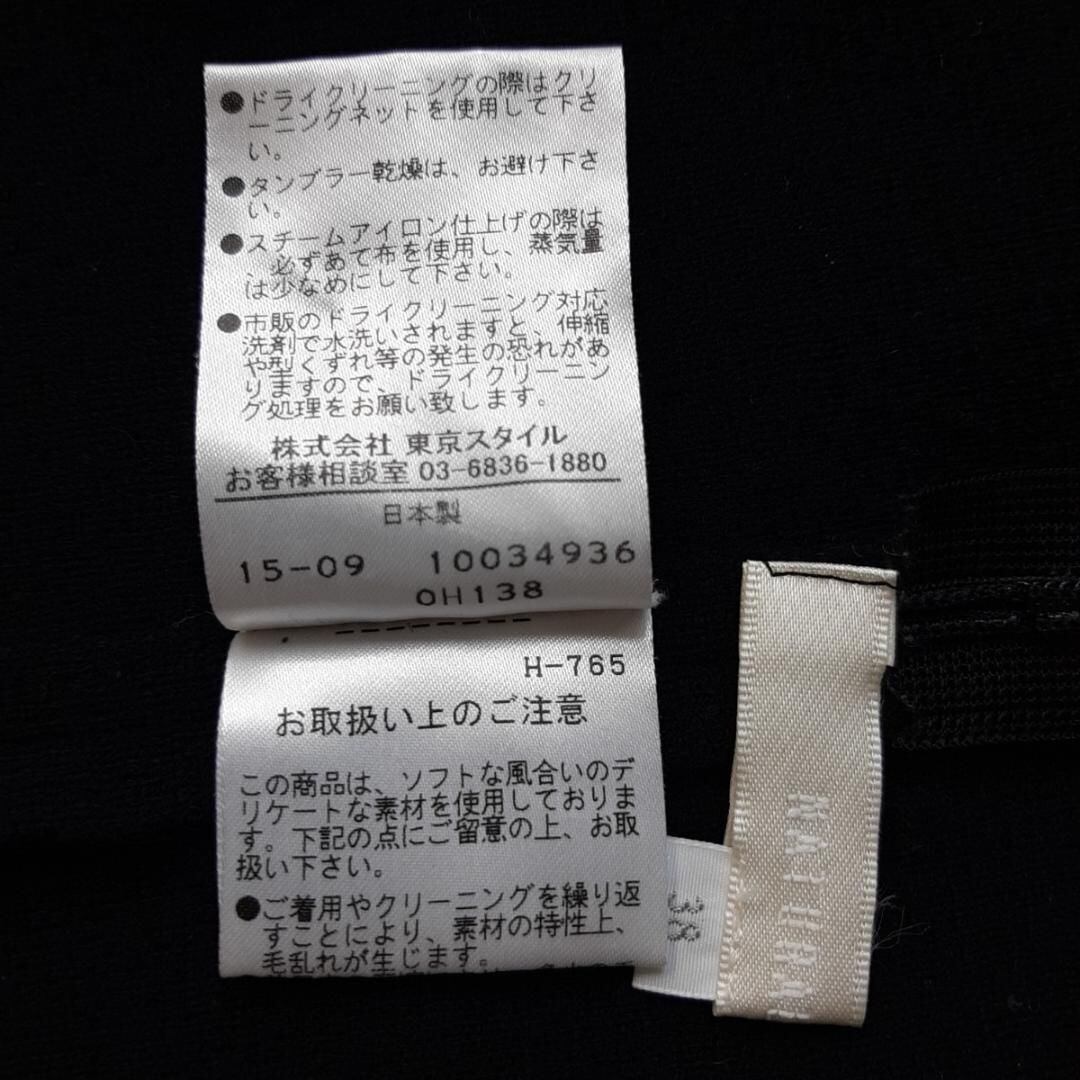 ●ドライクリーニングの際はクリ
ーニングネットを使用して下さ
い。
●タンブラー乾燥は、お避け下さ
い。
●スチームアイロン仕上げの際は
、必ずあて布を使用し、蒸気量
は少なめにして下さい。
●市販のドライクリーニング対応
洗剤で水洗いされますと、伸縮
や型くずれ等の発生の恐れがあ
りますので、ドライクリーニン
グ処理をお願い致します。
株式会社 東京スタイル
お客様相談室 03-6836-1880
日本製
15-09 10034936
0H138
H-765
お取扱い上のご注意
この商品は、ソフトな風合いのデ
リケートな素材を使用しておりま
す。下記の点にご留意の上、お取
扱い下さい。
●ご着用やクリーニングを繰り返
すことにより、素材の特性上、
毛乱れが生じます。
38